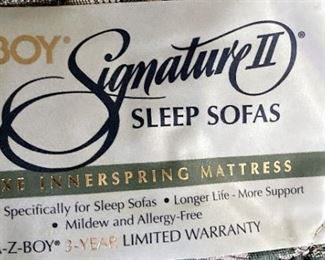 BOY®
Signature II®
SLEEP SOFAS
XE INNERSPRING MATTRESS
Specifically for Sleep Sofas • Longer Life - More Support
• Mildew and Allergy-Free
A-Z-BOY® 3-YEAR LIMITED WARRANTY